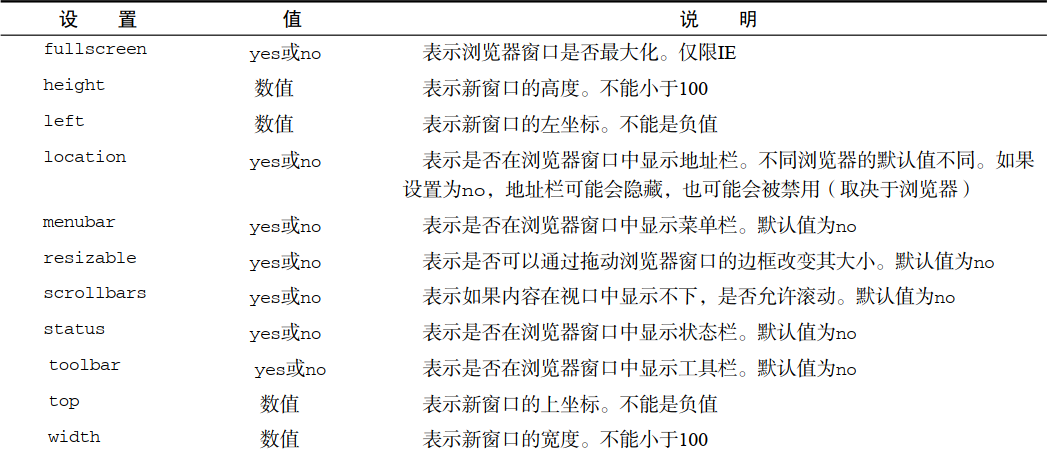 设 置 值 说 明
fullscreen yes或no 表示浏览器窗口是否最大化。仅限IE
height 数值 表示新窗口的高度。不能小于100
left 数值 表示新窗口的左坐标。不能是负值
location yes或no 表示是否在浏览器窗口中显示地址栏。不同浏览器的默认值不同。如果
设置为no，地址栏可能会隐藏，也可能会被禁用（取决于浏览器）
menubar yes或no 表示是否在浏览器窗口中显示菜单栏。默认值为no
resizable yes或no 表示是否可以通过拖动浏览器窗口的边框改变其大小。默认值为no
scrollbars yes或no 表示如果内容在视口中显示不下，是否允许滚动。默认值为no
status yes或no 表示是否在浏览器窗口中显示状态栏。默认值为no
toolbar yes或no 表示是否在浏览器窗口中显示工具栏。默认值为no
top 数值 表示新窗口的上坐标。不能是负值
width 数值 表示新窗口的宽度。不能小于100